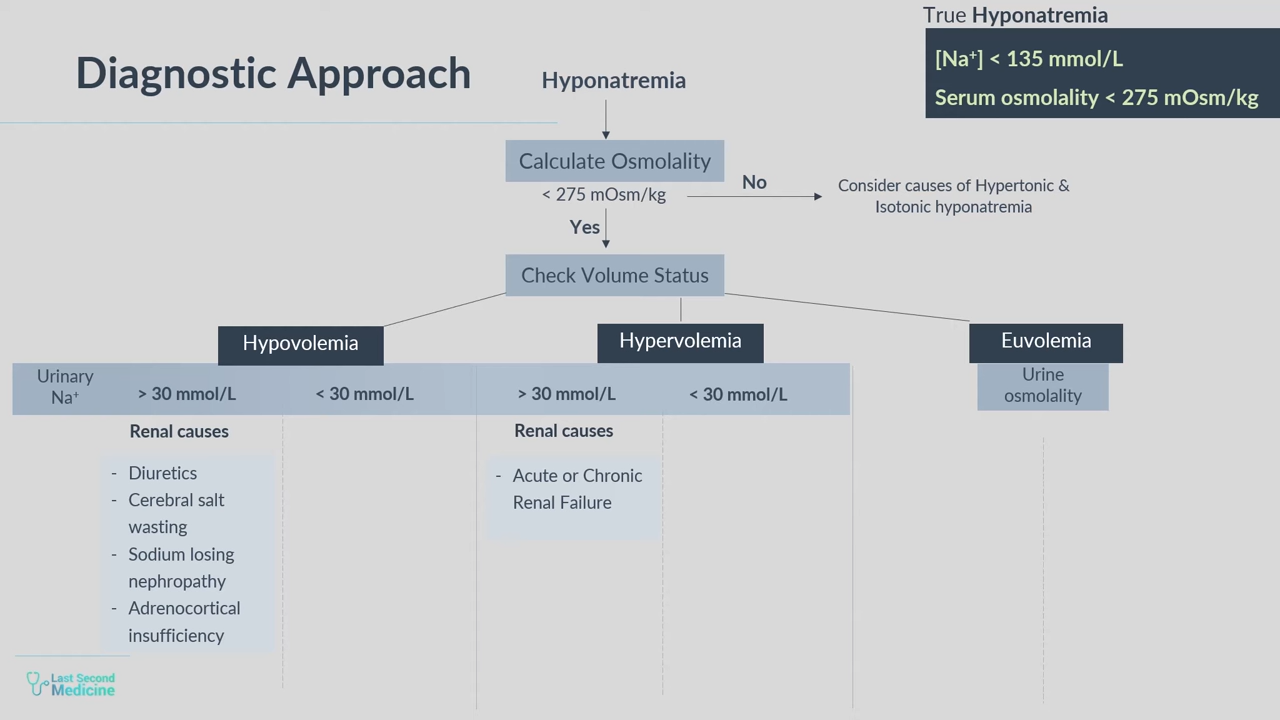 True Hyponatremia
[Na⁺] < 135 mmol/L
Serum osmolality < 275 mOsm/kg
Diagnostic Approach
Hyponatremia
Calculate Osmolality
< 275 mOsm/kg
No
Consider causes of Hypertonic &
Isotonic hyponatremia
Yes
Check Volume Status
Hypovolemia
Hypervolemia
Euvolemia
Urinary
Na⁺
> 30 mmol/L
< 30 mmol/L
> 30 mmol/L
< 30 mmol/L
Urine
osmolality
Renal causes
- Diuretics
- Cerebral salt
wasting
- Sodium losing
nephropathy
- Adrenocortical
insufficiency
Renal causes
- Acute or Chronic
Renal Failure
Last Second
Medicine